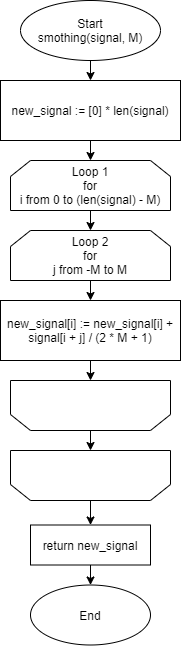 Start
smothing(signal, M)
new_signal := [0] * len(signal)
Loop 1
for
i from 0 to (len(signal) - M)
Loop 2
for
j from -M to M
new_signal[i] := new_signal[i] +
signal[i + j] / (2 * M + 1)
return new_signal
End